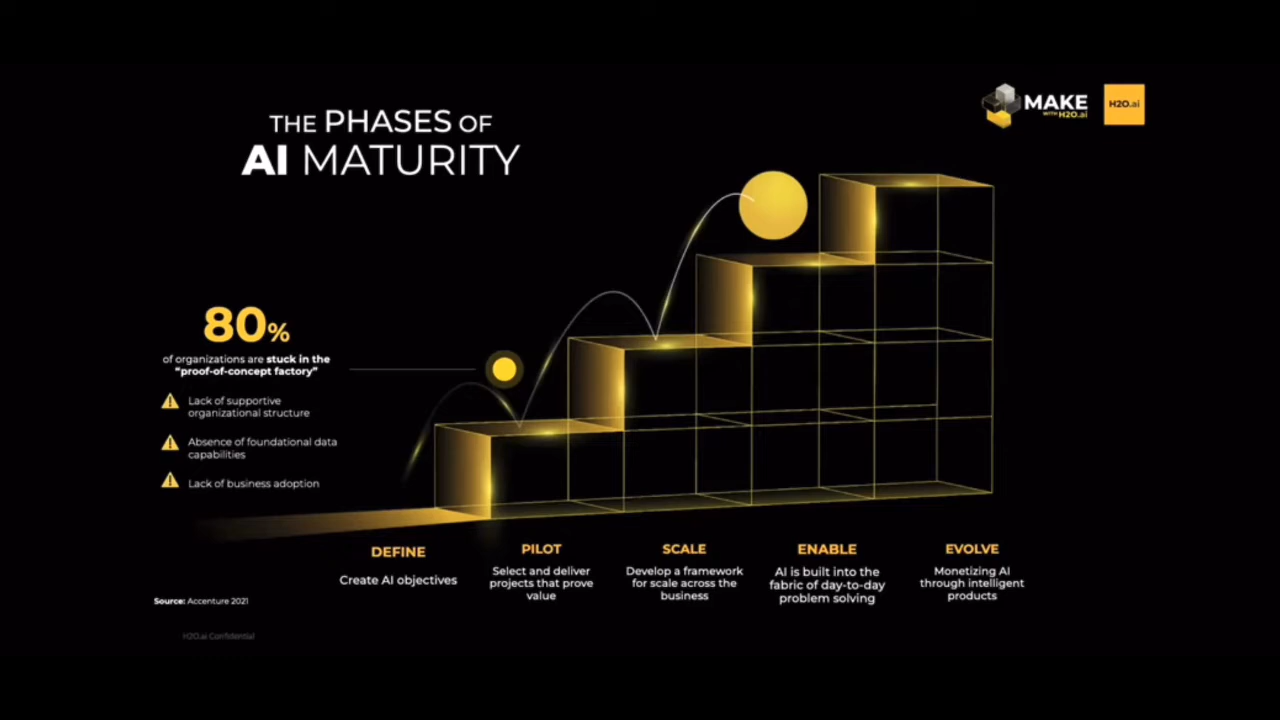 THE PHASES OF
AI MATURITY
MAKE
WITH H2O.ai
H2O.ai
80%
of organizations are stuck in the
"proof-of-concept factory"
Lack of supportive
organizational structure
Absence of foundational data
capabilities
Lack of business adoption
DEFINE
Create AI objectives
PILOT
Select and deliver
projects that prove
value
SCALE
Develop a framework
for scale across the
business
ENABLE
AI is built into the
fabric of day-to-day
problem solving
EVOLVE
Monetizing AI
through intelligent
products
Source: Accenture 2021
H2O.ai Confidential